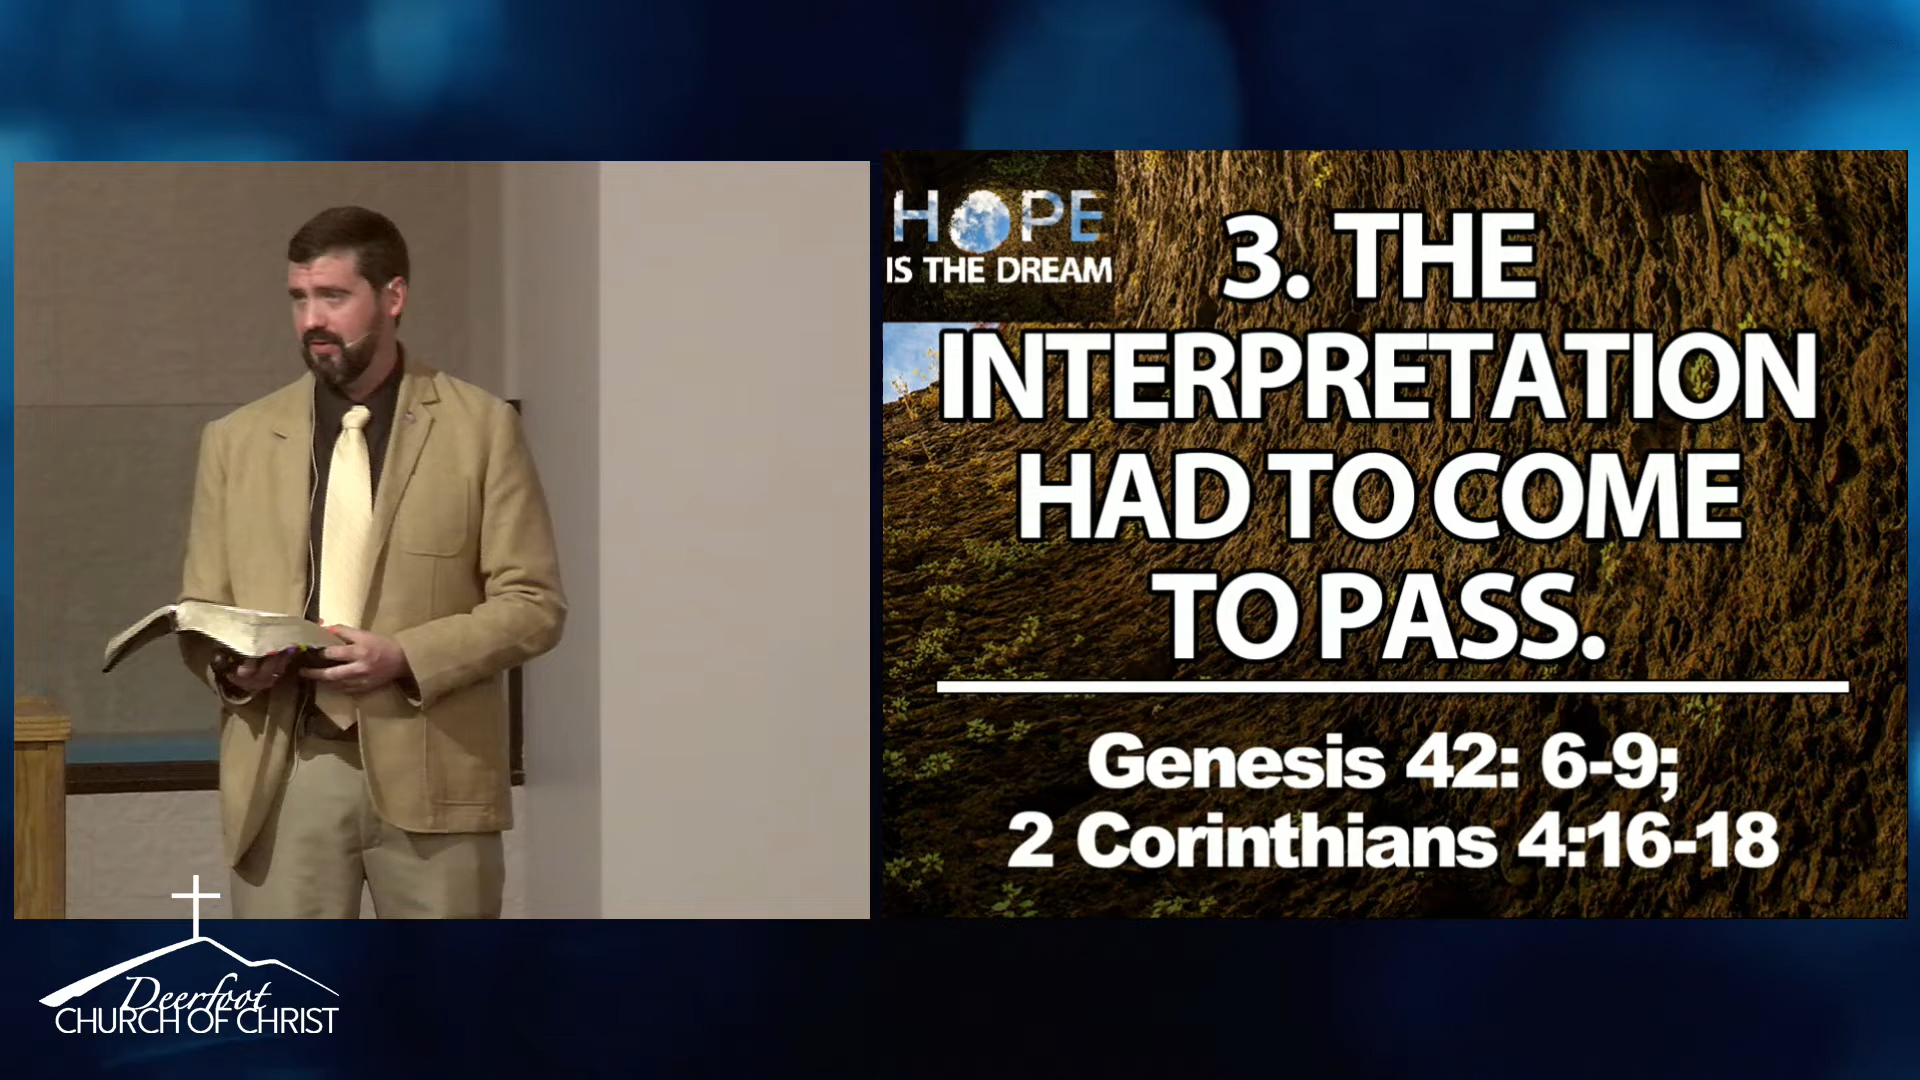 HOPE
IS THE DREAM
3. THE
INTERPRETATION
HAD TO COME
TO PASS.
Genesis 42: 6-9;
2 Corinthians 4:16-18
Deerfoot
CHURCH OF CHRIST